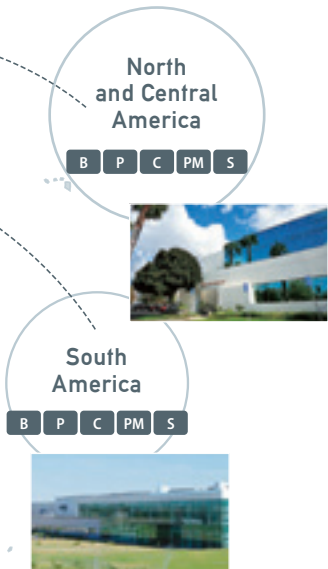 North
and Central
America
B P C PM S
South
America
B P C PM S